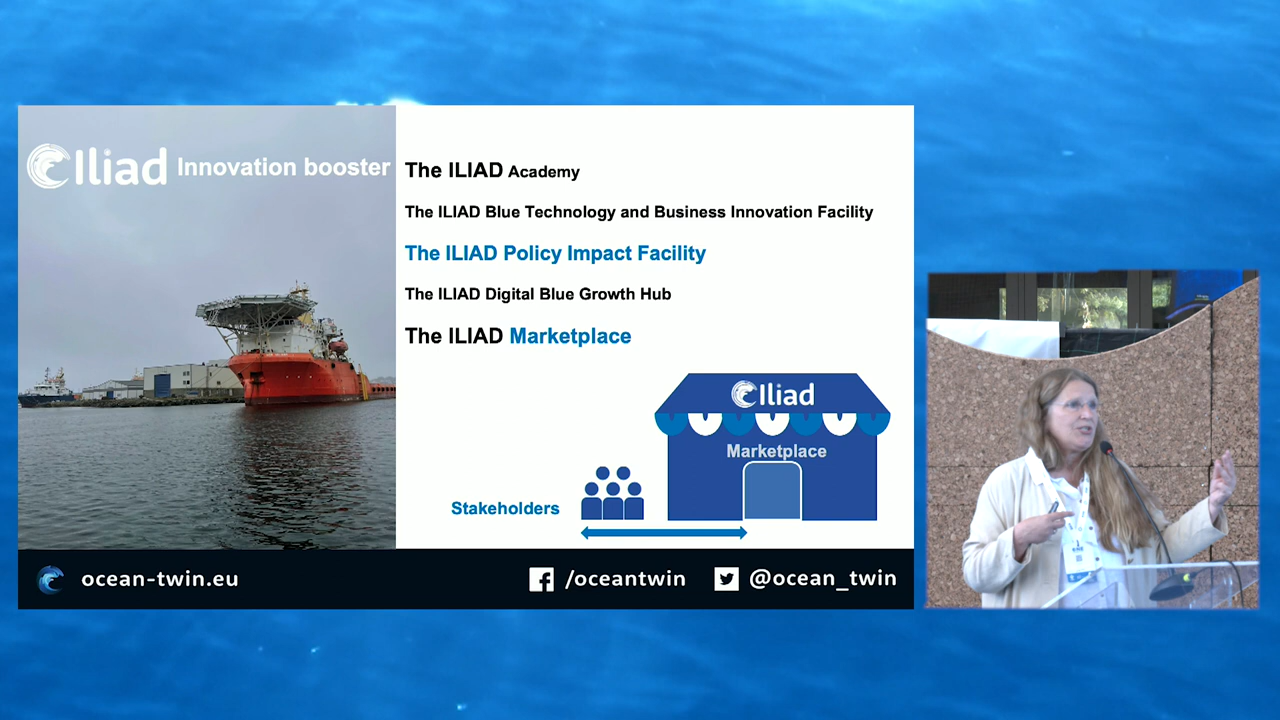 Iliad Innovation booster
The ILIAD Academy
The ILIAD Blue Technology and Business Innovation Facility
The ILIAD Policy Impact Facility
The ILIAD Digital Blue Growth Hub
The ILIAD Marketplace
Iliad
Marketplace
Stakeholders
ocean-twin.eu
/oceantwin
@ocean_twin